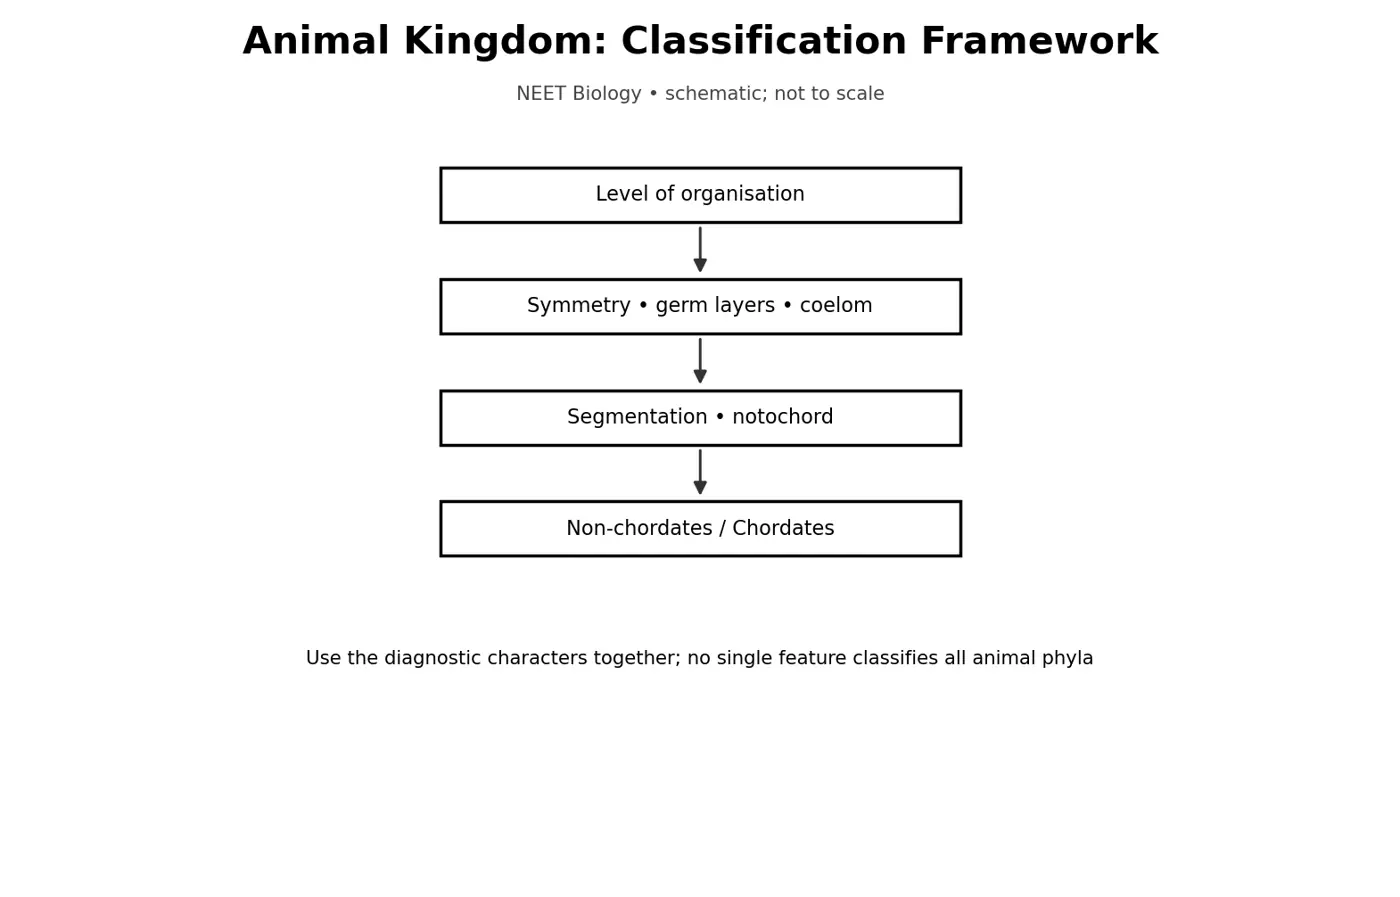 Animal Kingdom: Classification Framework
NEET Biology • schematic; not to scale
Level of organisation
Symmetry • germ layers • coelom
Segmentation • notochord
Non-chordates / Chordates
Use the diagnostic characters together; no single feature classifies all animal phyla